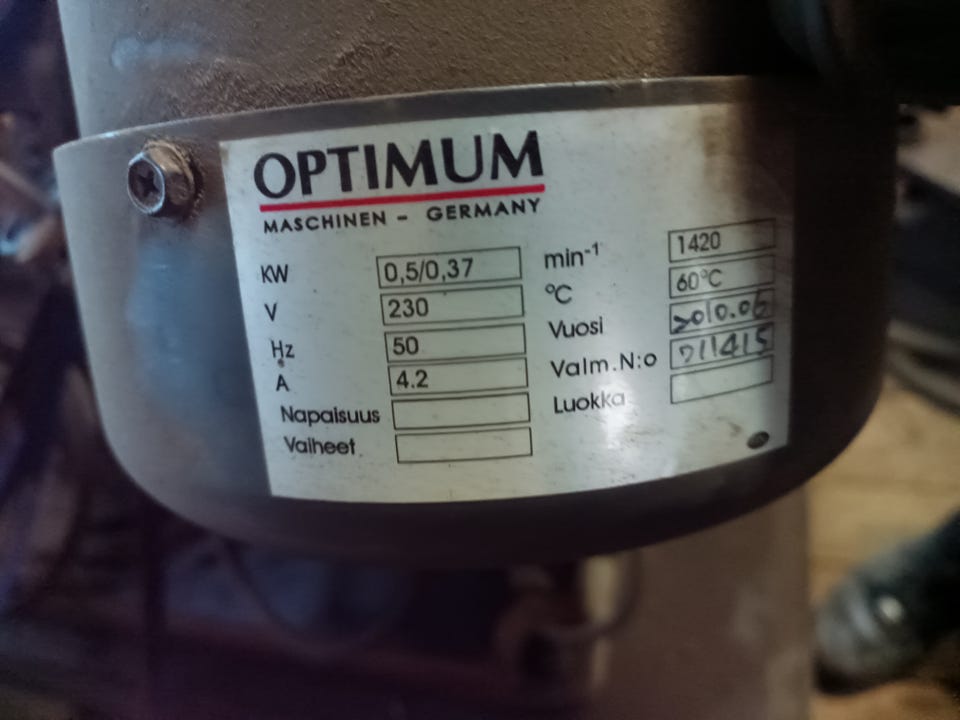 OPTIMUM
MASCHINEN - GERMANY
KW 0,5/0,37
V 230
Hz 50
A 4.2
Napaisuus
Vaiheet
min-1 1420
°C 60°C
Vuosi 2010.06
Valm.N:o 711415
Luokka